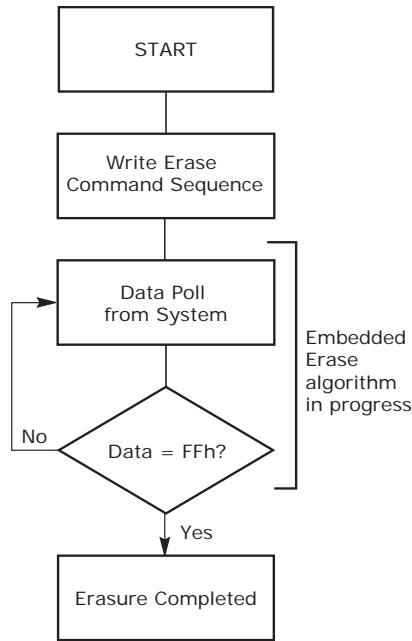 START
Write Erase
Command Sequence
Data Poll
from System
Embedded
Erase
algorithm
in progress
No
Data = FFh?
Yes
Erasure Completed